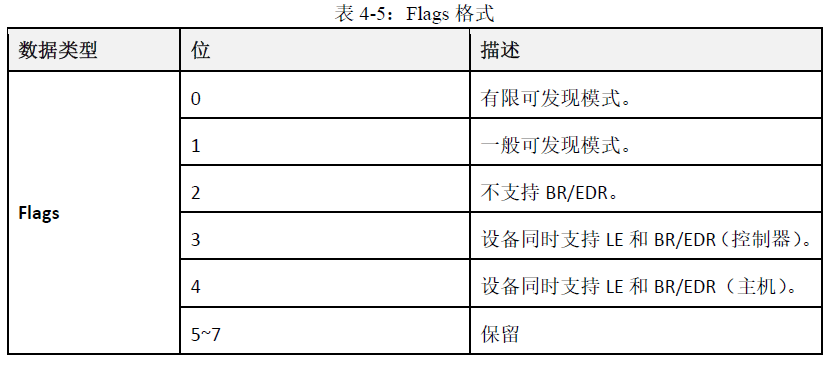 表 4-5：Flags 格式
数据类型 位 描述
Flags
0 有限可发现模式。
1 一般可发现模式。
2 不支持 BR/EDR。
3 设备同时支持 LE 和 BR/EDR（控制器）。
4 设备同时支持 LE 和 BR/EDR（主机）。
5~7 保留